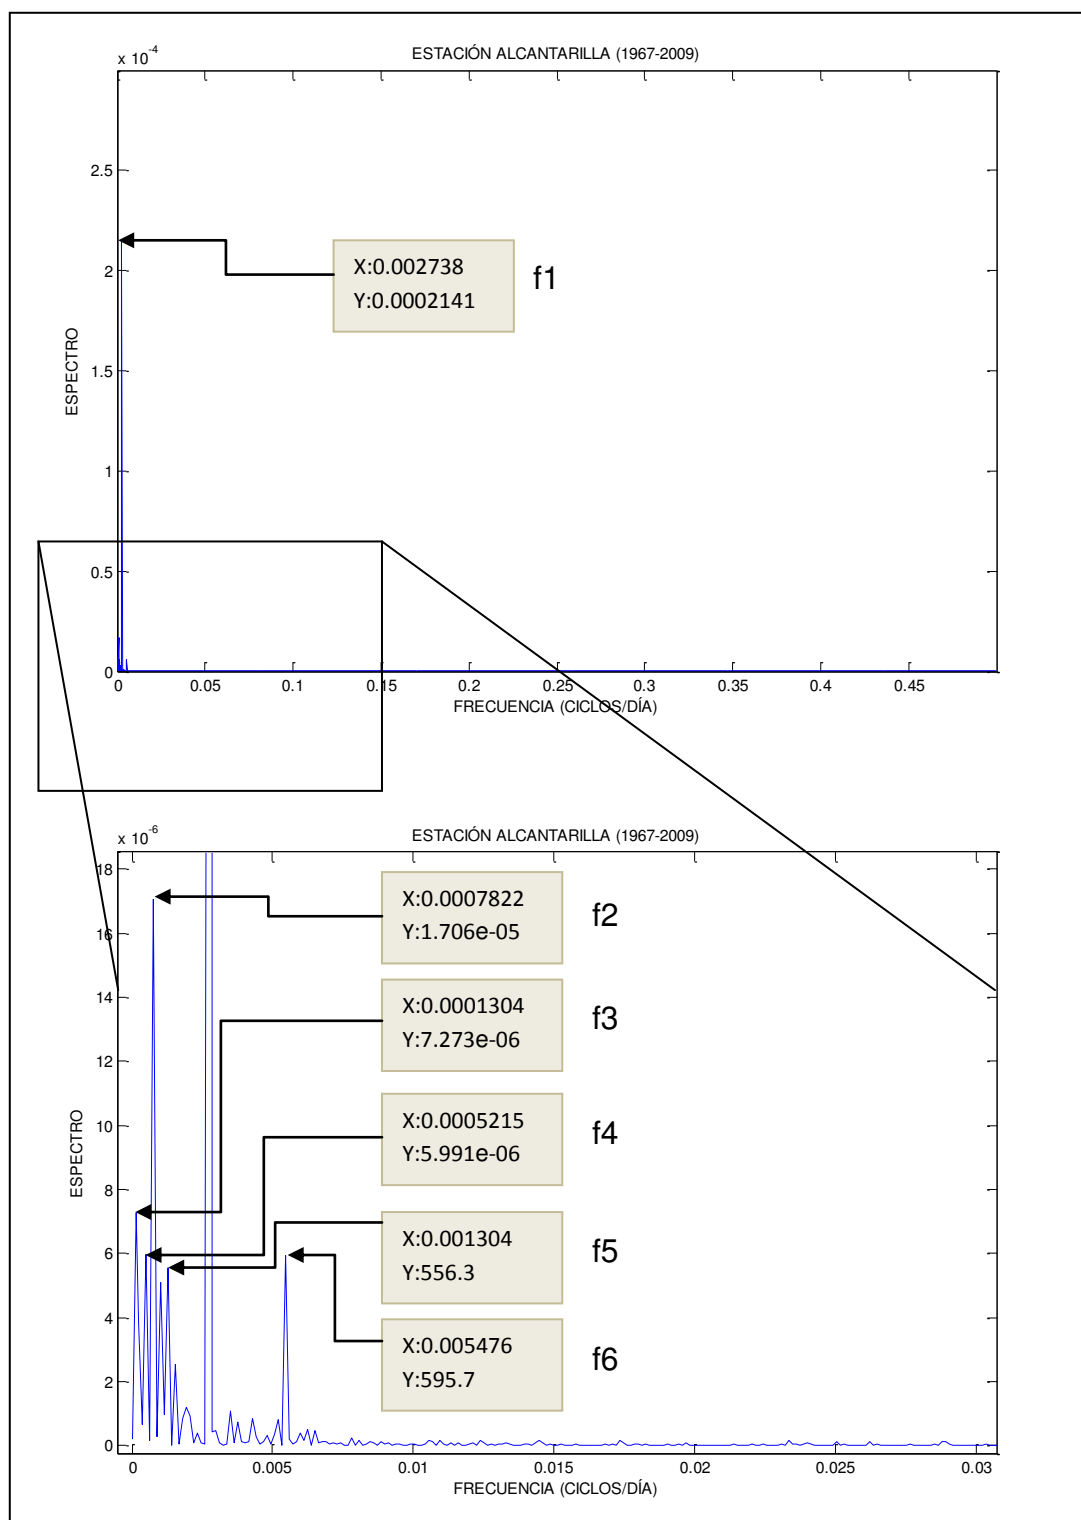 ESTACIÓN ALCANTARILLA (1967-2009)
x 10-4
2.5
2
1.5
1
0.5
0
ESPECTRO
X:0.002738
Y:0.0002141
f1
0 0.05 0.1 0.15 0.2 0.25 0.3 0.35 0.4 0.45
FRECUENCIA (CICLOS/DÍA)
ESTACIÓN ALCANTARILLA (1967-2009)
x 10-6
18
16
14
12
10
8
6
4
2
0
ESPECTRO
X:0.0007822
Y:1.706e-05
f2
X:0.0001304
Y:7.273e-06
f3
X:0.0005215
Y:5.991e-06
f4
X:0.001304
Y:556.3
f5
X:0.005476
Y:595.7
f6
0 0.005 0.01 0.015 0.02 0.025 0.03
FRECUENCIA (CICLOS/DÍA)